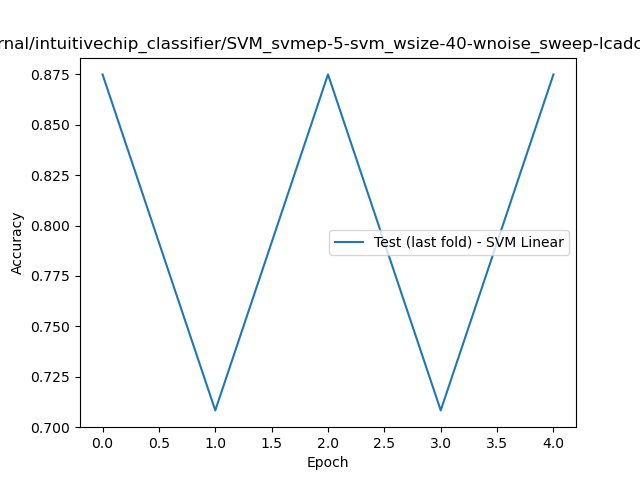 rnal/intuitivechip_classifier/SVM_svmep-5-svm_wsize-40-wnoise_sweep-lcadc
0.875
0.850
0.825
0.800
0.775
0.750
0.725
0.700
Accuracy
Test (last fold) - SVM Linear
0.0 0.5 1.0 1.5 2.0 2.5 3.0 3.5 4.0
Epoch